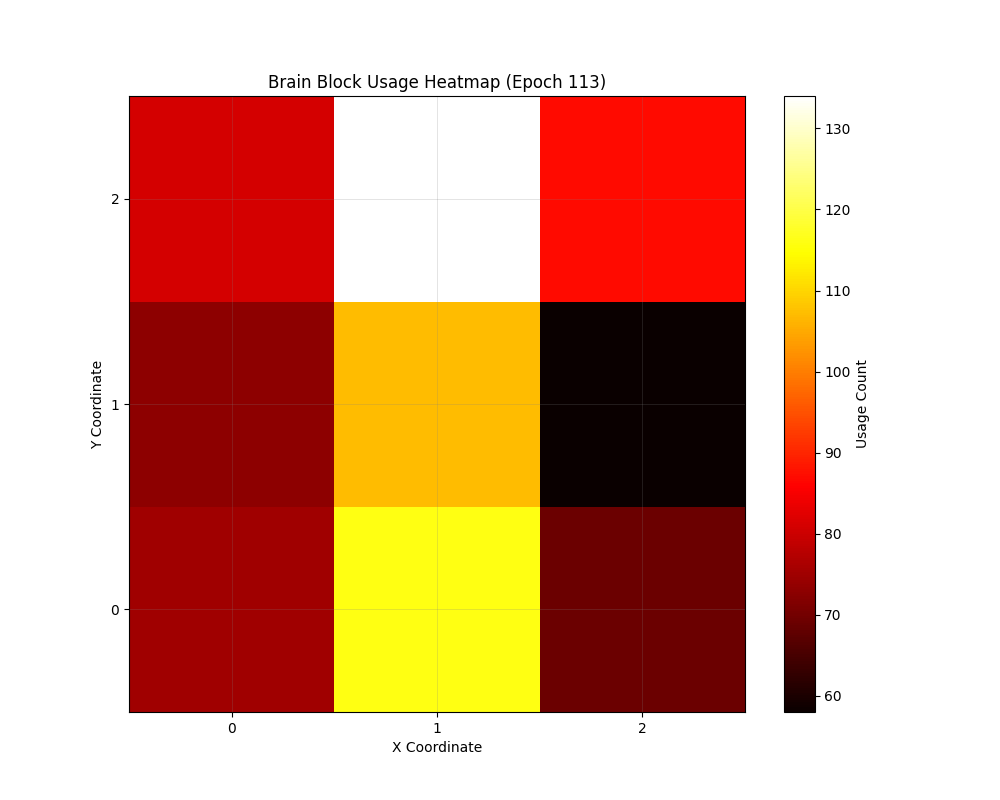 Brain Block Usage Heatmap (Epoch 113)
Y Coordinate
2
1
0
0 1 2
X Coordinate
130
120
110
100
90
80
70
60
Usage Count